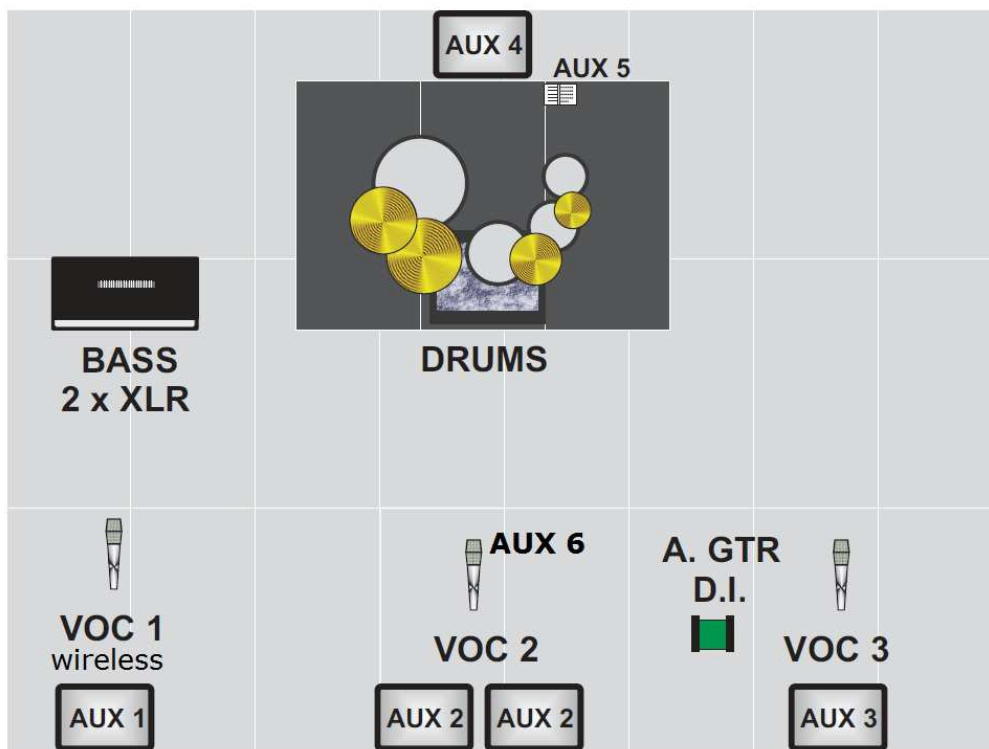 AUX 4
AUX 5
BASS
2 x XLR
DRUMS
AUX 6
A. GTR
D.I.
VOC 1
wireless
VOC 2
VOC 3
AUX 1
AUX 2
AUX 2
AUX 3